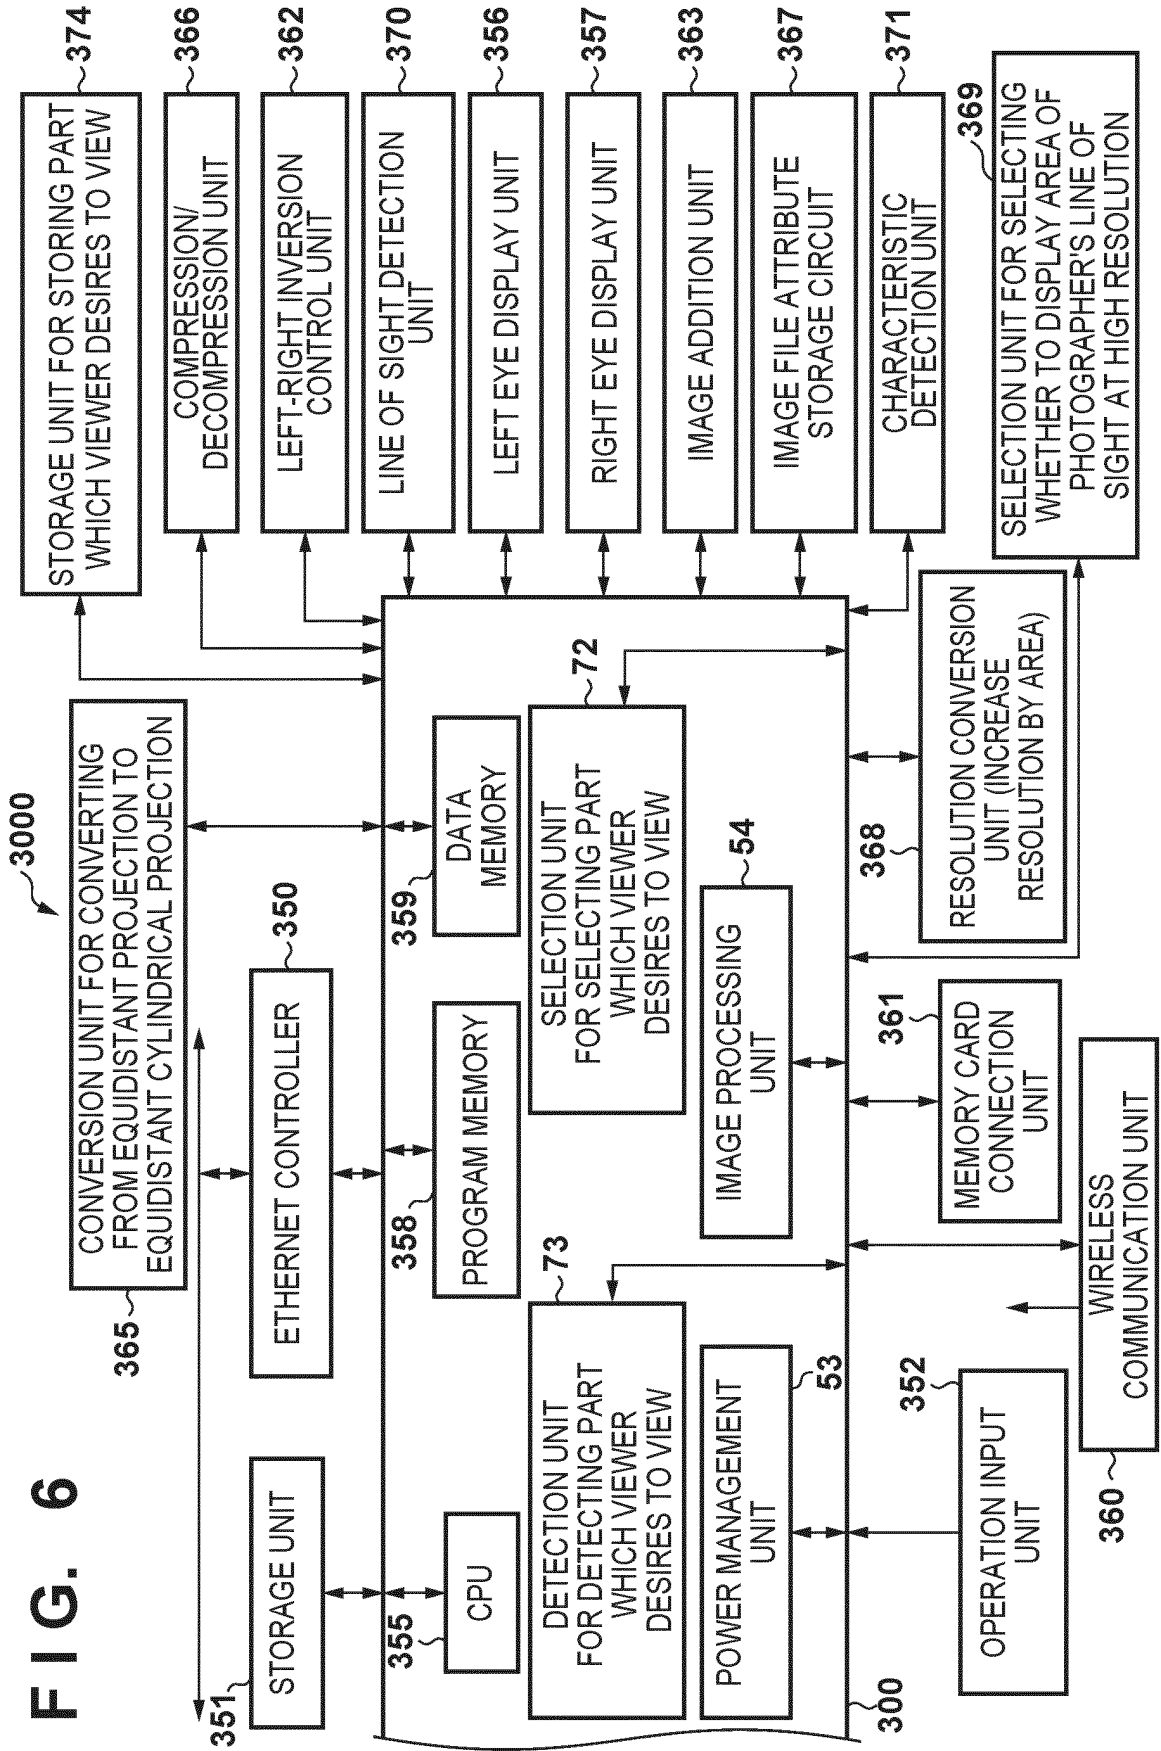 FIG. 6
3000
365
CONVERSION UNIT FOR CONVERTING
FROM EQUIDISTANT PROJECTION TO
EQUIDISTANT CYLINDRICAL PROJECTION
374
STORAGE UNIT FOR STORING PART
WHICH VIEWER DESIRES TO VIEW
366
COMPRESSION/
DECOMPRESSION UNIT
362
LEFT-RIGHT INVERSION
CONTROL UNIT
370
LINE OF SIGHT DETECTION
UNIT
356
LEFT EYE DISPLAY UNIT
357
RIGHT EYE DISPLAY UNIT
363
IMAGE ADDITION UNIT
367
IMAGE FILE ATTRIBUTE
STORAGE CIRCUIT
371
CHARACTERISTIC
DETECTION UNIT
369
SELECTION UNIT FOR SELECTING
WHETHER TO DISPLAY AREA OF
PHOTOGRAPHER'S LINE OF
SIGHT AT HIGH RESOLUTION
351
STORAGE UNIT
350
ETHERNET CONTROLLER
355
CPU
358
PROGRAM MEMORY
359
DATA
MEMORY
73
DETECTION UNIT
FOR DETECTING PART
WHICH VIEWER
DESIRES TO VIEW
72
SELECTION UNIT
FOR SELECTING PART
WHICH VIEWER
DESIRES TO VIEW
53
POWER MANAGEMENT
UNIT
54
IMAGE PROCESSING
UNIT
300
352
OPERATION INPUT
UNIT
360
WIRELESS
COMMUNICATION UNIT
361
MEMORY CARD
CONNECTION
UNIT
368
RESOLUTION CONVERSION
UNIT (INCREASE
RESOLUTION BY AREA)